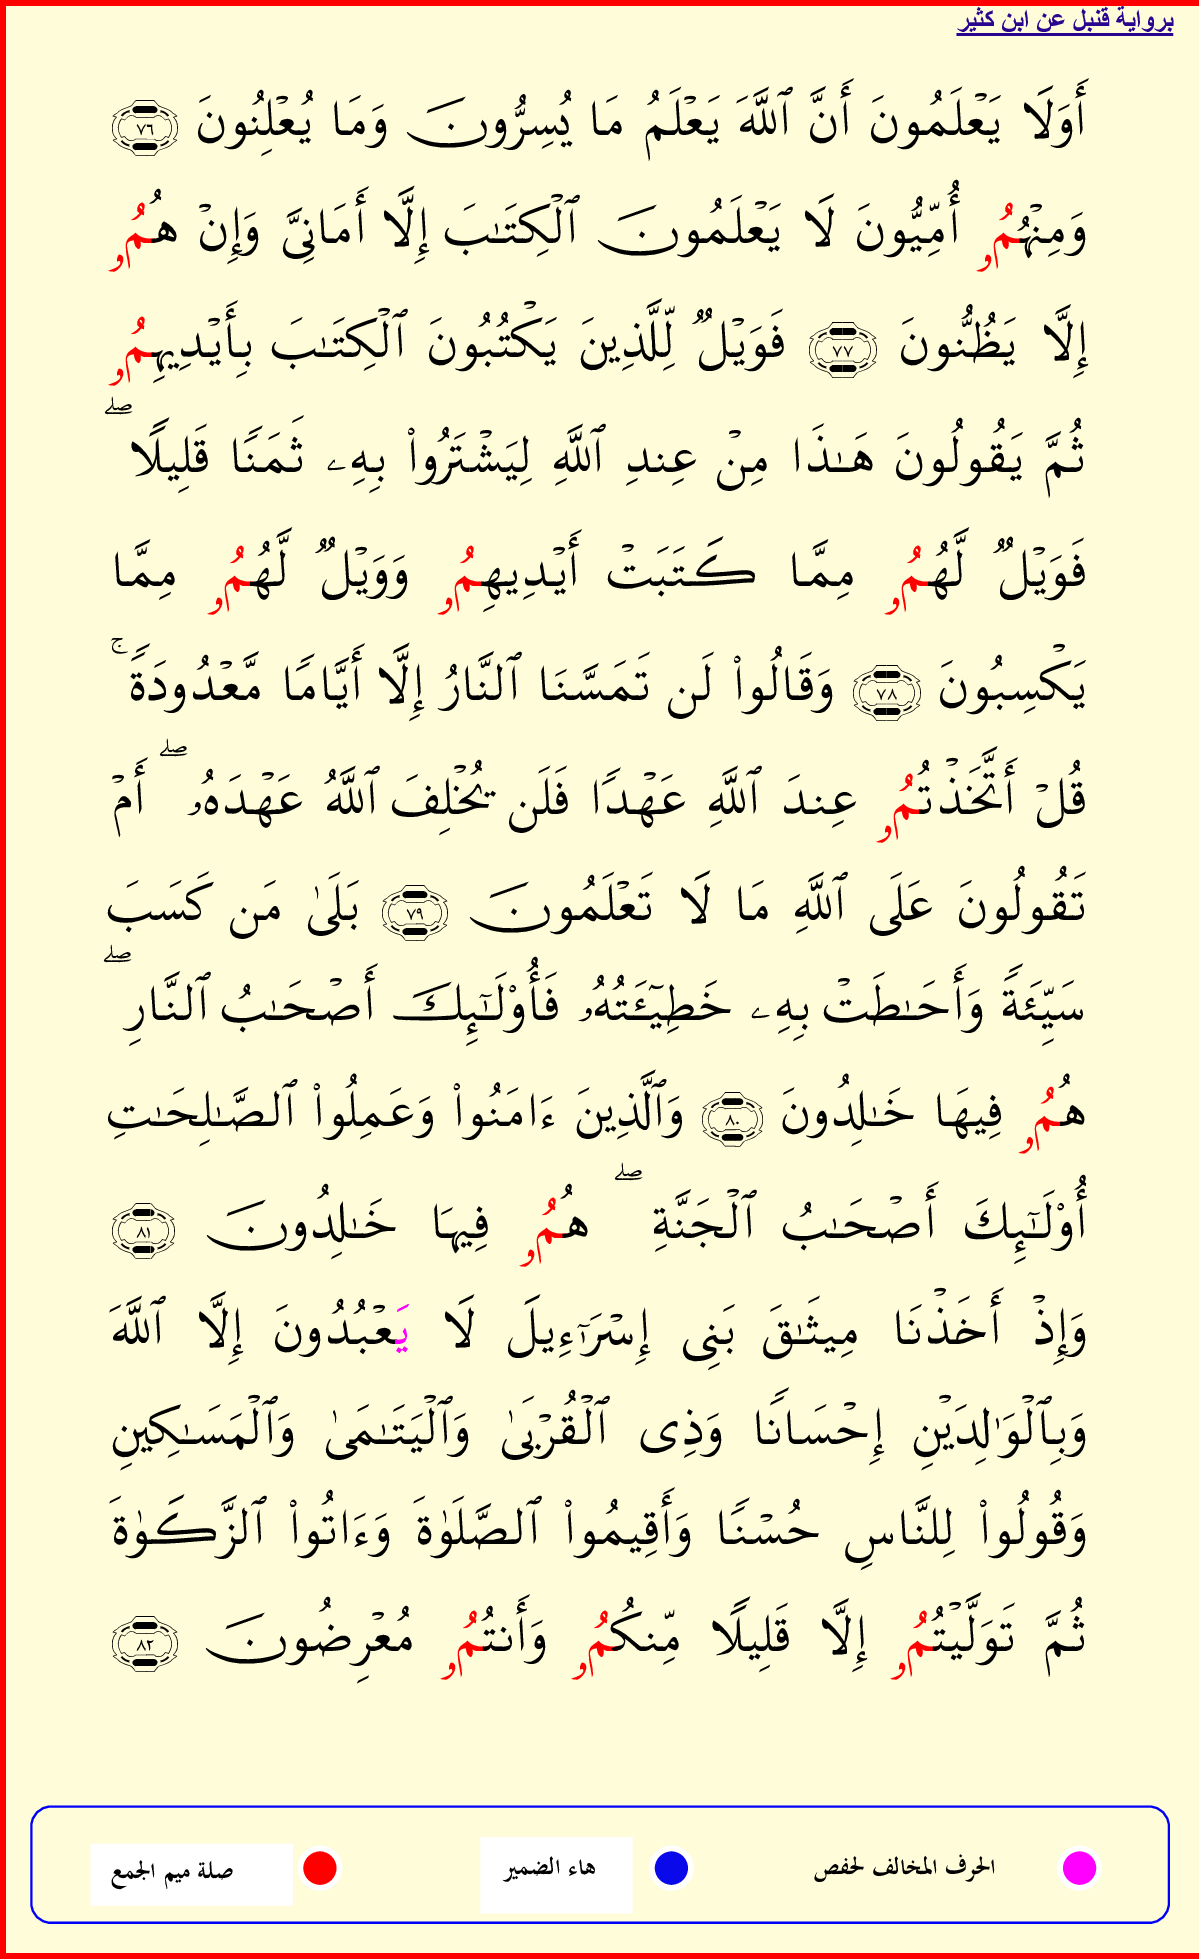 برواية قنبل عن ابن كثير
أَوَلَا يَعۡلَمُونَ أَنَّ ٱللَّهَ يَعۡلَمُ مَا يُسِرُّونَ وَمَا يُعۡلِنُونَ ٧٦
وَمِنۡهُمُۥ أُمِّيُّونَ لَا يَعۡلَمُونَ ٱلۡكِتَٰبَ إِلَّآ أَمَانِيَّ وَإِنۡ هُمُۥ
إِلَّا يَظُنُّونَ ٧٧ فَوَيۡلٞ لِّلَّذِينَ يَكۡتُبُونَ ٱلۡكِتَٰبَ بِأَيۡدِيهِمُۥ
ثُمَّ يَقُولُونَ هَٰذَا مِنۡ عِندِ ٱللَّهِ لِيَشۡتَرُواْ بِهِۦ ثَمَنٗا قَلِيلٗاۖ
فَوَيۡلٞ لَّهُمُۥ مِمَّا كَتَبَتۡ أَيۡدِيهِمُۥ وَوَيۡلٞ لَّهُمُۥ مِمَّا
يَكۡسِبُونَ ٧٨ وَقَالُواْ لَن تَمَسَّنَا ٱلنَّارُ إِلَّا أَيَّامٗا مَّعۡدُودَةٗۚ
قُلۡ أَتَّخَذۡتُمُۥ عِندَ ٱللَّهِ عَهۡدٗا فَلَن يُخۡلِفَ ٱللَّهُ عَهۡدَهُۥۖ أَمۡ
تَقُولُونَ عَلَى ٱللَّهِ مَا لَا تَعۡلَمُونَ ٧٩ بَلَىٰ مَن كَسَبَ
سَيِّئَةٗ وَأَحَٰطَتۡ بِهِۦ خَطِيٓـَٔتُهُۥ فَأُوْلَٰٓئِكَ أَصۡحَٰبُ ٱلنَّارِۖ
هُمُۥ فِيهَا خَٰلِدُونَ ٨٠ وَٱلَّذِينَ ءَامَنُواْ وَعَمِلُواْ ٱلصَّٰلِحَٰتِ
أُوْلَٰٓئِكَ أَصۡحَٰبُ ٱلۡجَنَّةِۖ هُمُۥ فِيهَا خَٰلِدُونَ ٨١
وَإِذۡ أَخَذۡنَا مِيثَٰقَ بَنِي إِسۡرَٰٓءِيلَ لَا يَعۡبُدُونَ إِلَّا ٱللَّهَ
وَبِٱلۡوَٰلِدَيۡنِ إِحۡسَانٗا وَذِي ٱلۡقُرۡبَىٰ وَٱلۡيَتَٰمَىٰ وَٱلۡمَسَٰكِينِ
وَقُولُواْ لِلنَّاسِ حُسۡنٗا وَأَقِيمُواْ ٱلصَّلَوٰةَ وَءَاتُواْ ٱلزَّكَوٰةَ
ثُمَّ تَوَلَّيۡتُمُۥ إِلَّا قَلِيلٗا مِّنكُمُۥ وَأَنتُمُۥ مُعۡرِضُونَ ٨٢
الحرف المخالف لحفص هاء الضمير صلة ميم الجمع